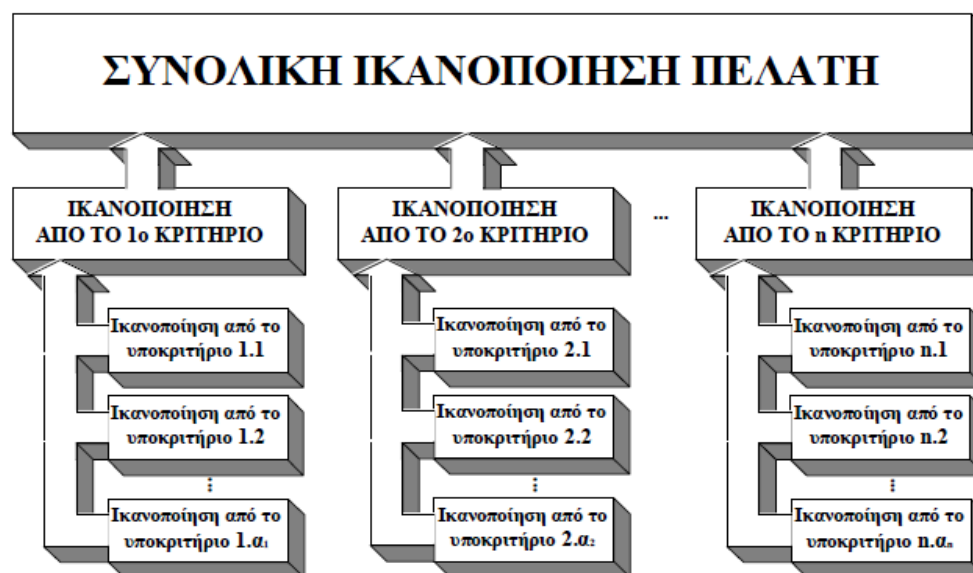 ΣΥΝΟΛΙΚΗ ΙΚΑΝΟΠΟΙΗΣΗ ΠΕΛΑΤΗ
ΙΚΑΝΟΠΟΙΗΣΗ
ΑΠΟ ΤΟ 1ο ΚΡΙΤΗΡΙΟ
ΙΚΑΝΟΠΟΙΗΣΗ
ΑΠΟ ΤΟ 2ο ΚΡΙΤΗΡΙΟ
...
ΙΚΑΝΟΠΟΙΗΣΗ
ΑΠΟ ΤΟ n ΚΡΙΤΗΡΙΟ
Ικανοποίηση από το
υποκριτήριο 1.1
Ικανοποίηση από το
υποκριτήριο 1.2
⋮
Ικανοποίηση από το
υποκριτήριο 1.α₁
Ικανοποίηση από το
υποκριτήριο 2.1
Ικανοποίηση από το
υποκριτήριο 2.2
⋮
Ικανοποίηση από το
υποκριτήριο 2.α₂
Ικανοποίηση από το
υποκριτήριο n.1
Ικανοποίηση από το
υποκριτήριο n.2
⋮
Ικανοποίηση από το
υποκριτήριο n.αₙ